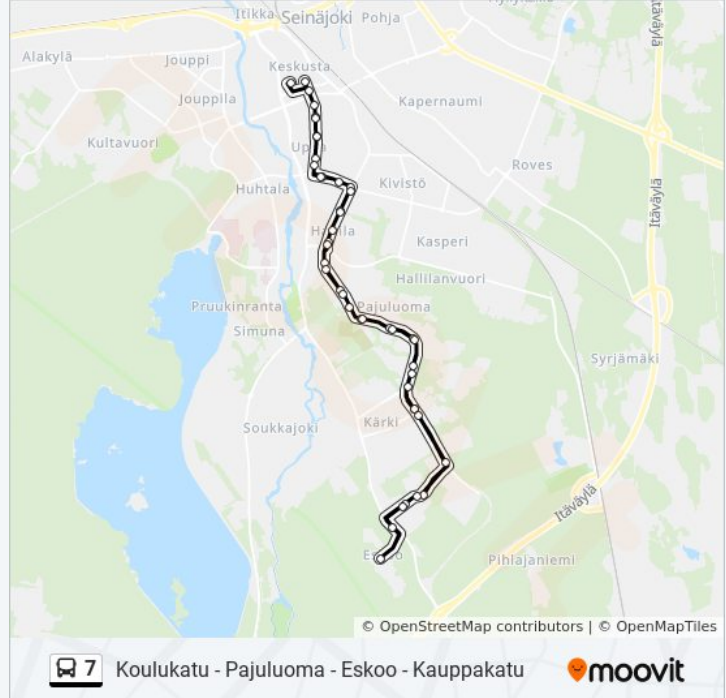 Itikka
Seinäjoki
Pohja
Itäväylä
Alakylä
Jouppi
Keskusta
Jouppila
Kapernaumi
Kultavuori
Roves
Huhtala
Kivistö
Itäväylä
Kasperi
Hallilanvuori
Pruukinranta
Pajuluoma
Simuna
Syrjämäki
Kärki
Soukkajoki
Itäväylä
Pihlajaniemi
© OpenStreetMap contributors | © OpenMapTiles
7 Koulukatu - Pajuluoma - Eskoo - Kauppakatu moovit